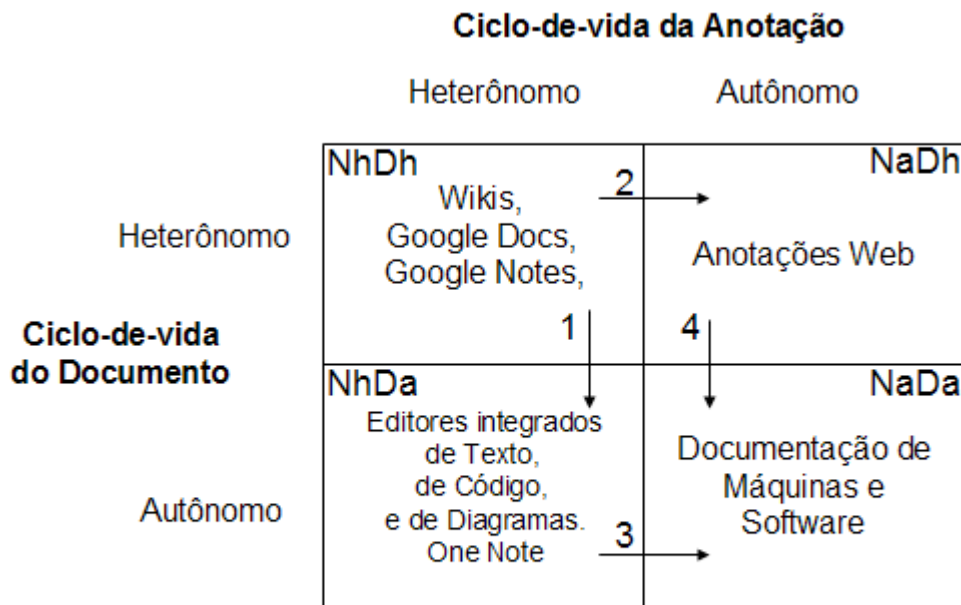 Ciclo-de-vida da Anotação
Heterônomo
Autônomo
NhDh
NaDh
2
Wikis,
Google Docs,
Google Notes,
Heterônomo
Anotações Web
1
4
Ciclo-de-vida
do Documento
NhDa
NaDa
Editores integrados
de Texto,
de Código,
e de Diagramas.
One Note
Documentação de
Máquinas e
Software
Autônomo
3